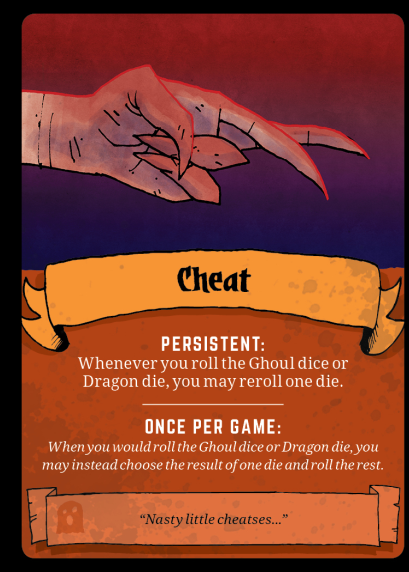 Cheat
PERSISTENT:
Whenever you roll the Ghoul dice or
Dragon die, you may reroll one die.
ONCE PER GAME:
When you would roll the Ghoul dice or Dragon die, you
may instead choose the result of one die and roll the rest.
“Nasty little cheatses...”